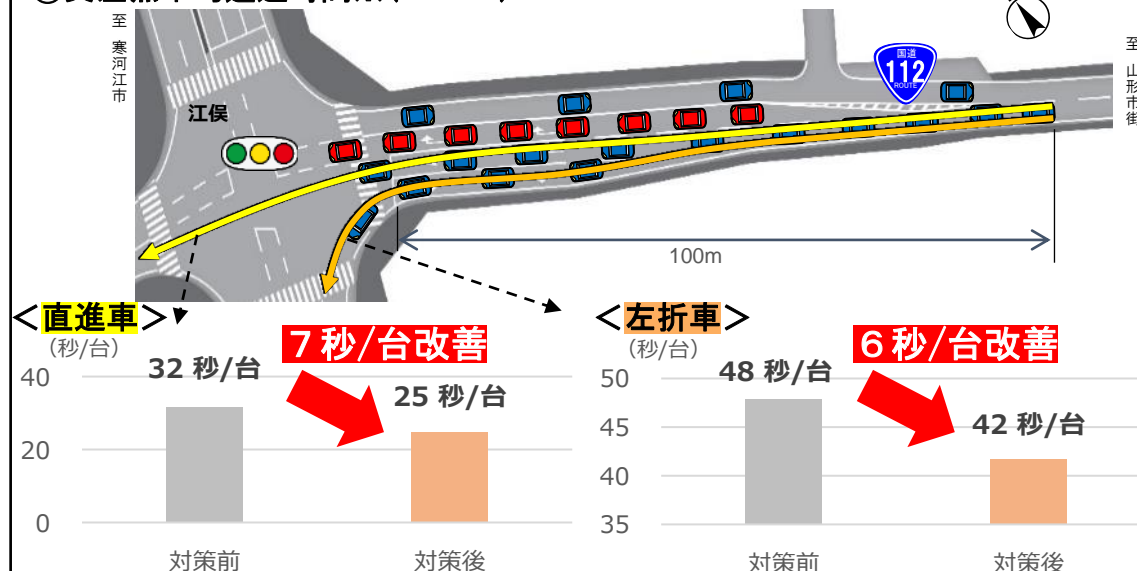 至 寒河江市
江俣
国道
112
ROUTE
至 山形市街
100m
＜直進車＞
（秒/台）
７秒/台改善
32 秒/台
25 秒/台
40
20
0
対策前
対策後
＜左折車＞
（秒/台）
６秒/台改善
48 秒/台
42 秒/台
50
45
40
35
対策前
対策後